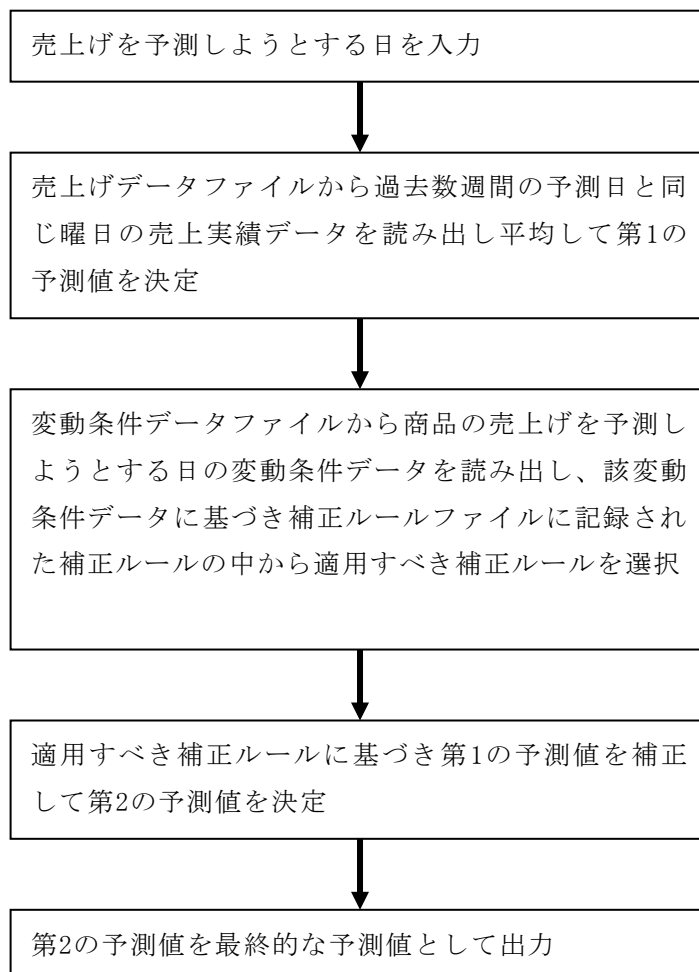 売上げを予測しようとする日を入力
売上げデータファイルから過去数週間の予測日と同
じ曜日の売上実績データを読み出し平均して第1の
予測値を決定
変動条件データファイルから商品の売上げを予測し
ようとする日の変動条件データを読み出し、該変動
条件データに基づき補正ルールファイルに記録され
た補正ルールの中から適用すべき補正ルールを選択
適用すべき補正ルールに基づき第1の予測値を補正
して第2の予測値を決定
第2の予測値を最終的な予測値として出力